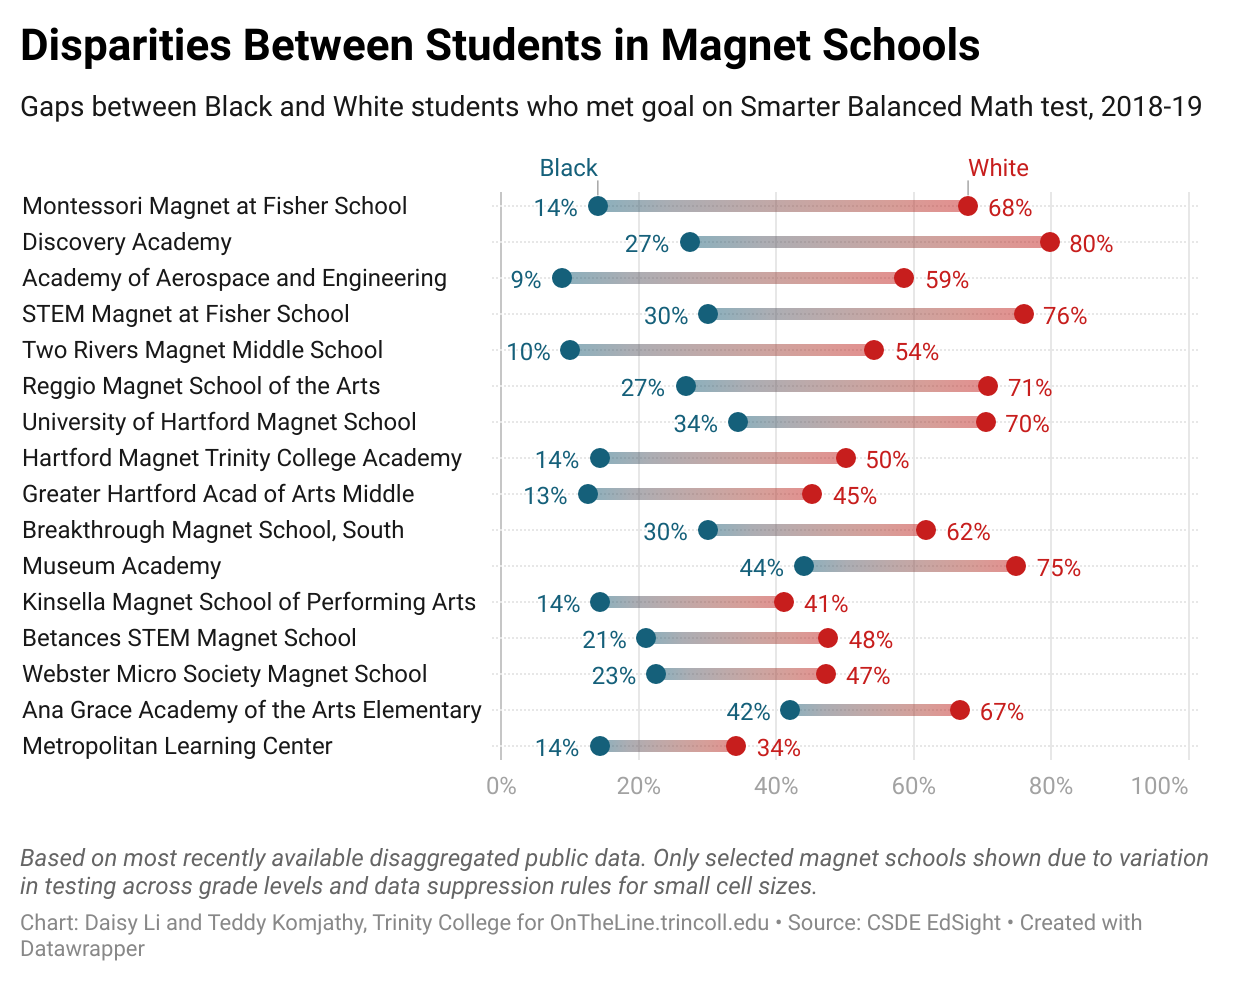 Disparities Between Students in Magnet Schools
Gaps between Black and White students who met goal on Smarter Balanced Math test, 2018-19
Black White
Montessori Magnet at Fisher School 14% 68%
Discovery Academy 27% 80%
Academy of Aerospace and Engineering 9% 59%
STEM Magnet at Fisher School 30% 76%
Two Rivers Magnet Middle School 10% 54%
Reggio Magnet School of the Arts 27% 71%
University of Hartford Magnet School 34% 70%
Hartford Magnet Trinity College Academy 14% 50%
Greater Hartford Acad of Arts Middle 13% 45%
Breakthrough Magnet School, South 30% 62%
Museum Academy 44% 75%
Kinsella Magnet School of Performing Arts 14% 41%
Betances STEM Magnet School 21% 48%
Webster Micro Society Magnet School 23% 47%
Ana Grace Academy of the Arts Elementary 42% 67%
Metropolitan Learning Center 14% 34%
0% 20% 40% 60% 80% 100%
Based on most recently available disaggregated public data. Only selected magnet schools shown due to variation
in testing across grade levels and data suppression rules for small cell sizes.
Chart: Daisy Li and Teddy Komjathy, Trinity College for OnTheLine.trincoll.edu • Source: CSDE EdSight • Created with
Datawrapper